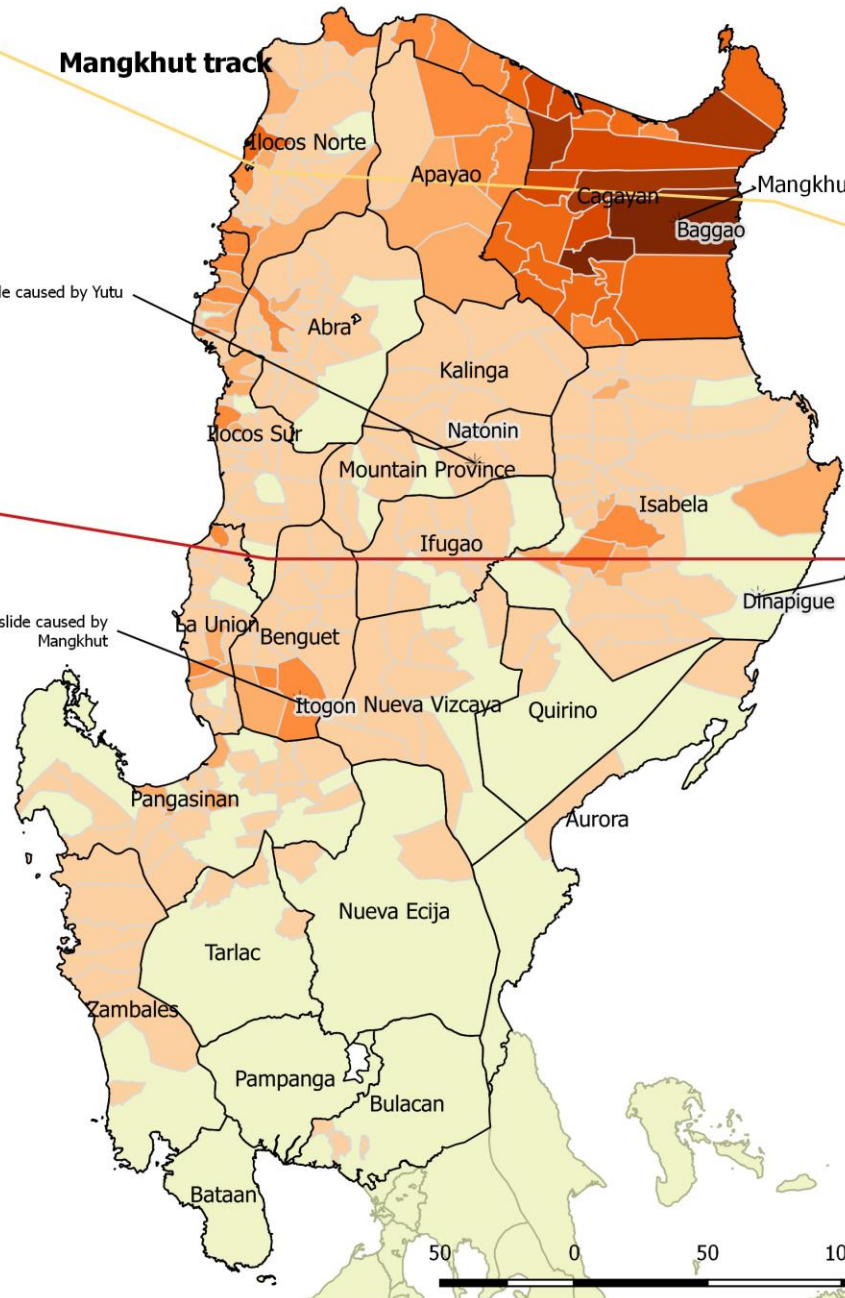 Mangkhut track
Ilocos Norte
Apayao
Cagayan
Mangkhu
Baggao
le caused by Yutu
Abra
Kalinga
Natonin
Ilocos Sur
Mountain Province
Isabela
Ifugao
Dinapigue
slide caused by
Mangkhut
La Union
Benguet
Itogon
Nueva Vizcaya
Quirino
Pangasinan
Aurora
Nueva Ecija
Tarlac
Zambales
Pampanga
Bulacan
Bataan
50 0 50 10